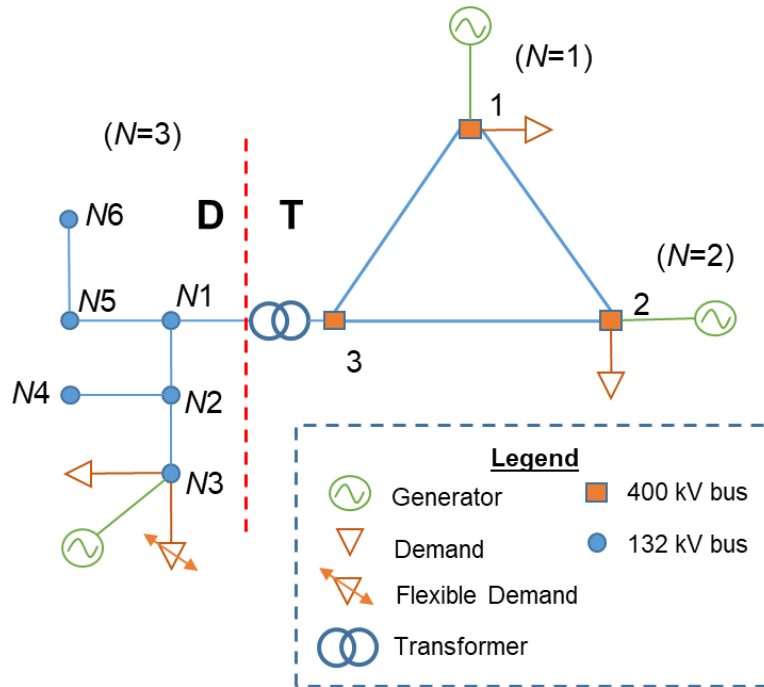 (N=1)
1
(N=3)
D
T
N6
(N=2)
N5
N1
2
3
N4
N2
N3
Legend
Generator
400 kV bus
Demand
132 kV bus
Flexible Demand
Transformer